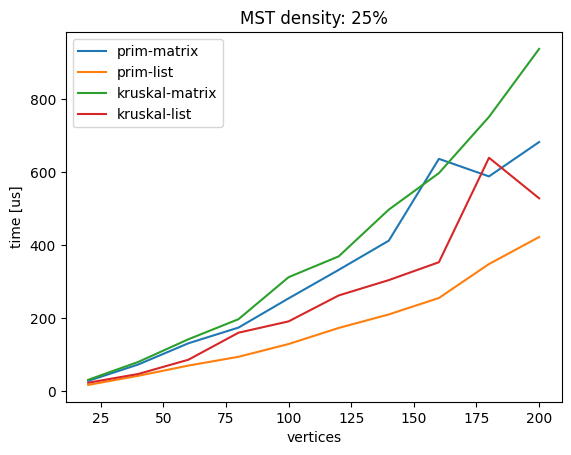 MST density: 25%
prim-matrix
prim-list
kruskal-matrix
kruskal-list
time [us]
800
600
400
200
0
25
50
75
100
125
150
175
200
vertices